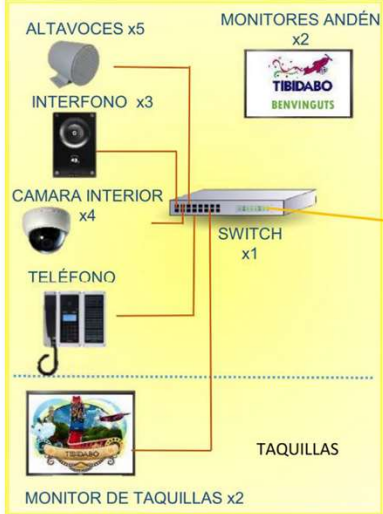 ALTAVOCES x5
MONITORES ANDÉN
x2
TIBIDABO
BENVINGUTS
INTERFONO x3
CAMARA INTERIOR
x4
SWITCH
x1
TELÉFONO
TIBIDABO
TAQUILLAS
MONITOR DE TAQUILLAS x2